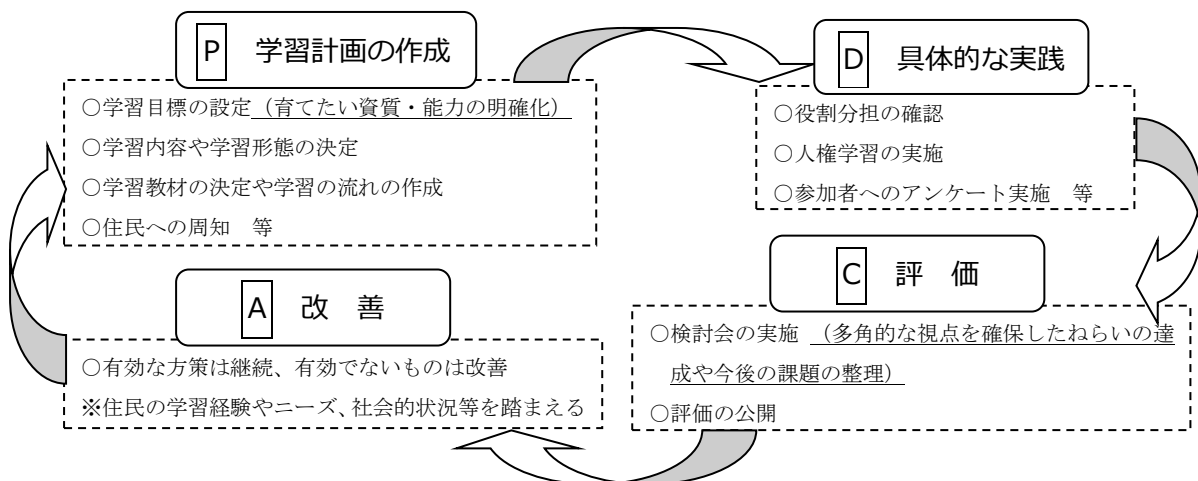 P 学習計画の作成
○学習目標の設定（育てたい資質・能力の明確化）
○学習内容や学習形態の決定
○学習教材の決定や学習の流れの作成
○住民への周知　等
D 具体的な実践
○役割分担の確認
○人権学習の実施
○参加者へのアンケート実施　等
C 評　価
○検討会の実施　（多角的な視点を確保したねらいの達
成や今後の課題の整理）
○評価の公開
A 改　善
○有効な方策は継続、有効でないものは改善
※住民の学習経験やニーズ、社会的状況等を踏まえる